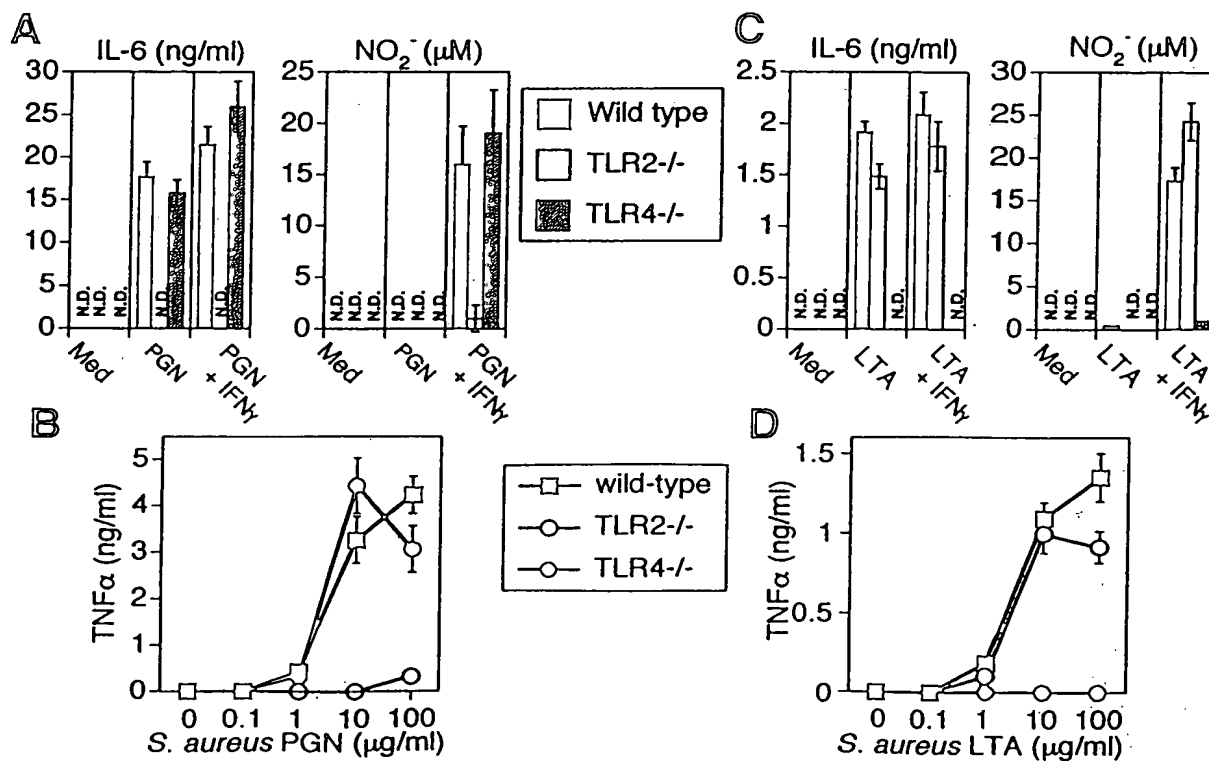 A
IL-6 (ng/ml)
30
25
20
15
10
5
0
N.D. N.D. N.D. N.D. N.D.
Med
PGN
PGN + IFNγ
NO₂⁻ (μM)
25
20
15
10
5
0
N.D. N.D. N.D. N.D. N.D. N.D.
Med
PGN
PGN + IFNγ
Wild type
TLR2-/-
TLR4-/-
C
IL-6 (ng/ml)
2.5
2
1.5
1
0.5
0
N.D. N.D. N.D. N.D. N.D.
Med
LTA
LTA + IFNγ
NO₂⁻ (μM)
30
25
20
15
10
5
0
N.D. N.D. N.D. N.D. N.D.
Med
LTA
LTA + IFNγ
B
TNFα (ng/ml)
5
4
3
2
1
0
0 0.1 1 10 100
S. aureus PGN (μg/ml)
wild-type
TLR2-/-
TLR4-/-
D
TNFα (ng/ml)
1.5
1
0.5
0
0 0.1 1 10 100
S. aureus LTA (μg/ml)